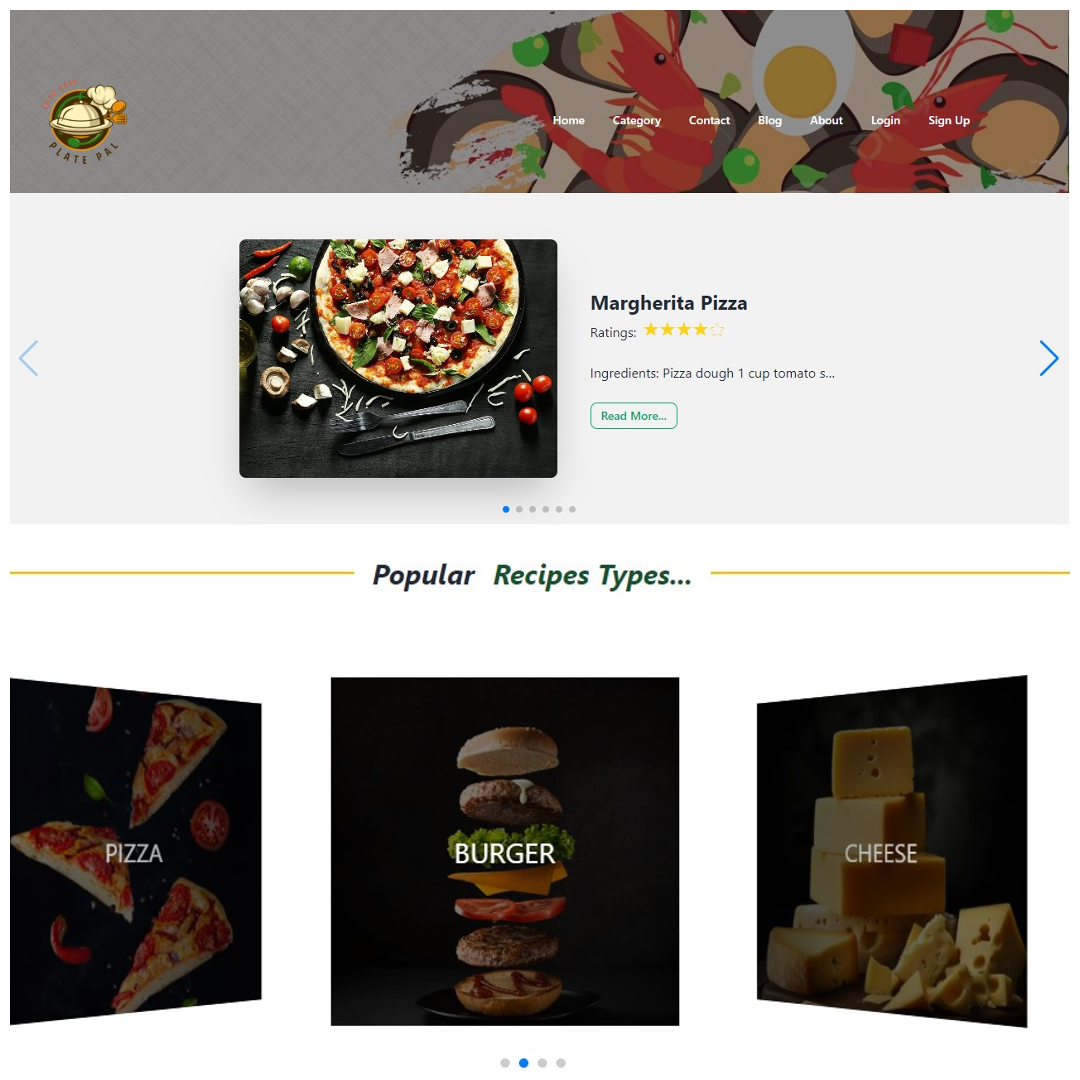 PLATE PAL
Home Category Contact Blog About Login Sign Up
Margherita Pizza
Ratings:
Ingredients: Pizza dough 1 cup tomato s...
Read More...
Popular Recipes Types...
PIZZA
BURGER
CHEESE